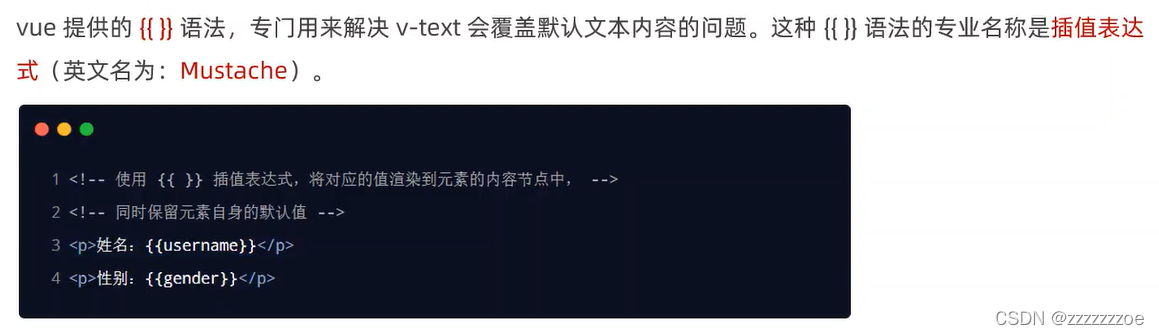 vue 提供的 {{ }} 语法，专门用来解决 v-text 会覆盖默认文本内容的问题。这种 {{ }} 语法的专业名称是插值表达
式（英文名为：Mustache）。
1 <!-- 使用 {{ }} 插值表达式，将对应的值渲染到元素的内容节点中， -->
2 <!-- 同时保留元素自身的默认值 -->
3 <p>姓名：{{username}}</p>
4 <p>性别：{{gender}}</p>
CSDN @zzzzzzzoe